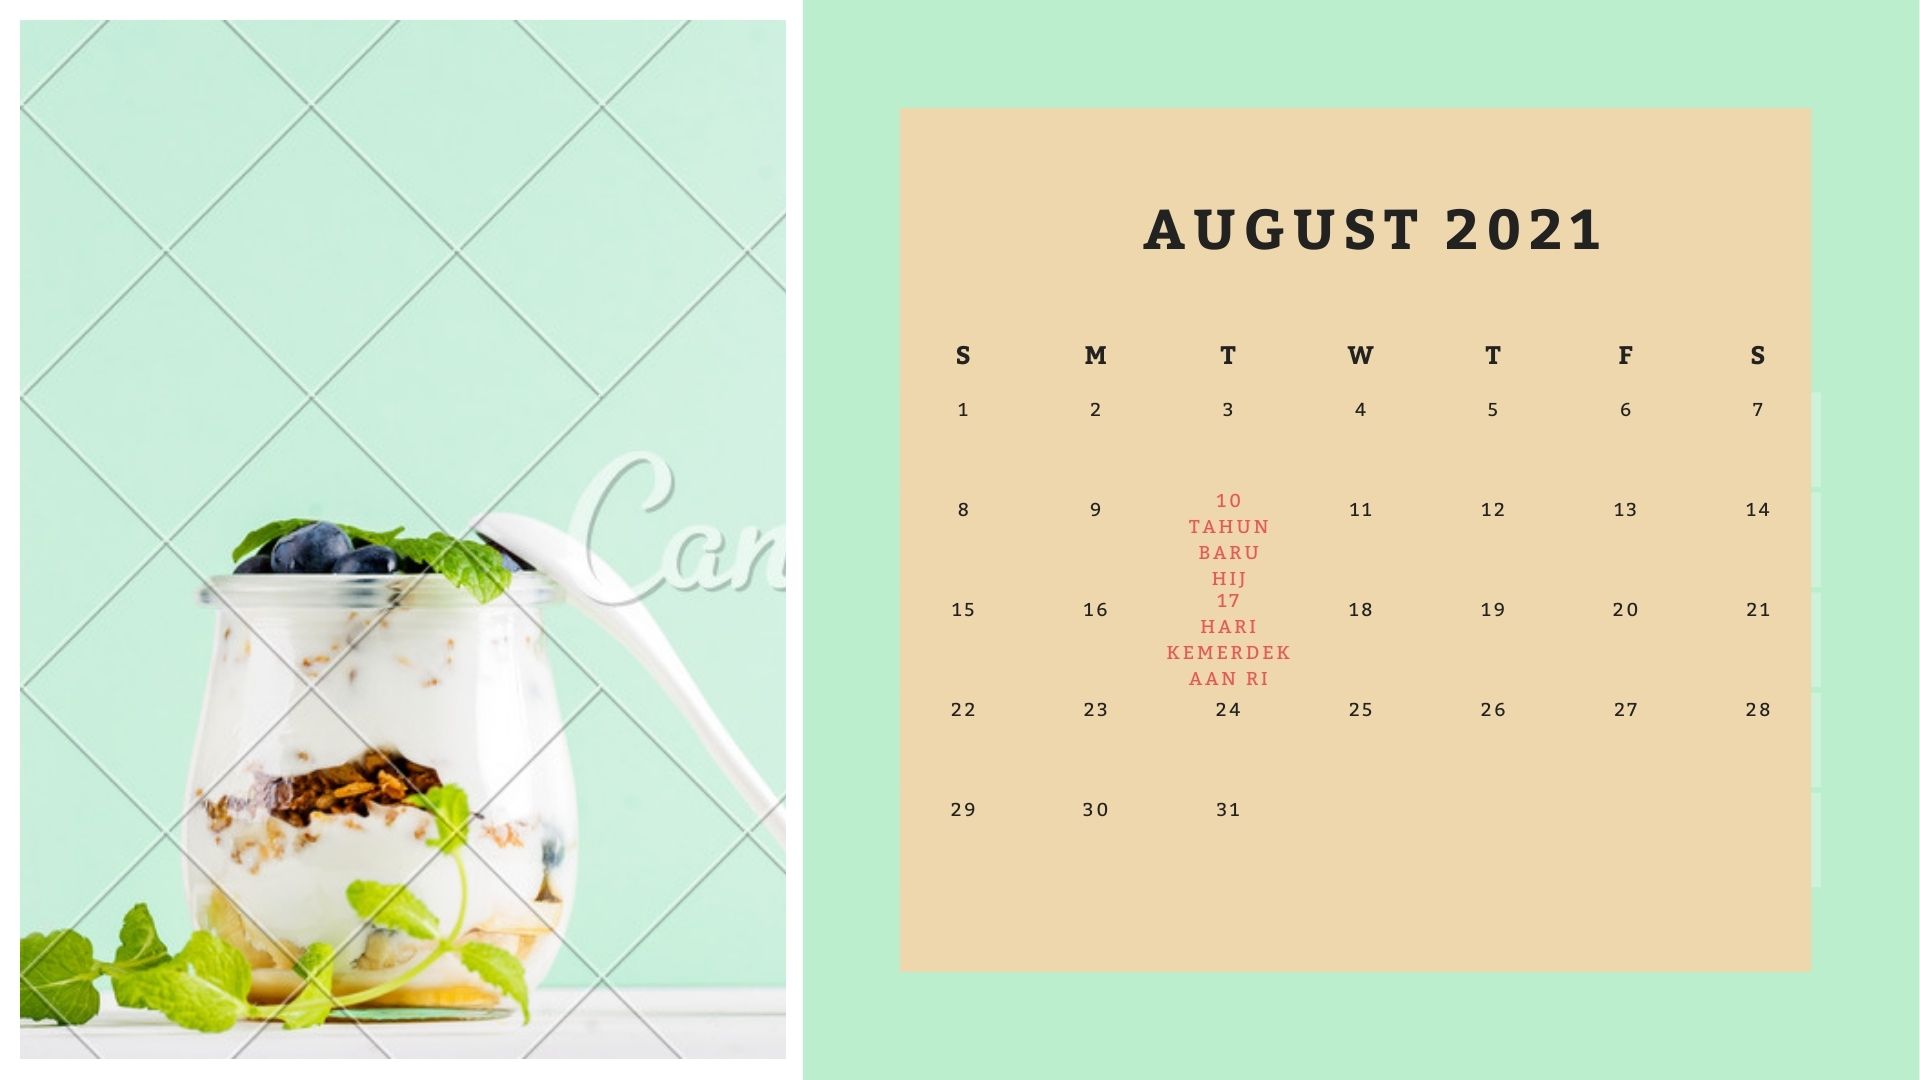 Can
AUGUST 2021
S M T W T F S
1 2 3 4 5 6 7
8 9 10 11 12 13 14
TAHUN
BARU
HIJ
15 16 17 18 19 20 21
HARI
KEMERDEK
AAN RI
22 23 24 25 26 27 28
29 30 31